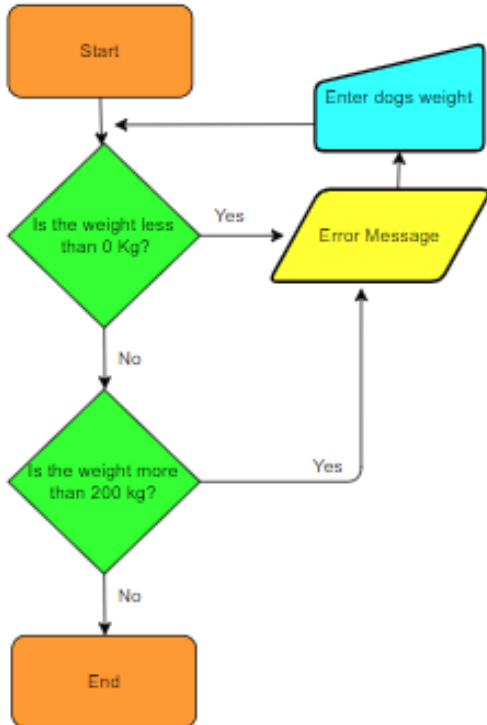 Start
Enter dogs weight
Is the weight less
than 0 Kg?
Yes
Error Message
No
Is the weight more
than 200 kg?
Yes
No
End